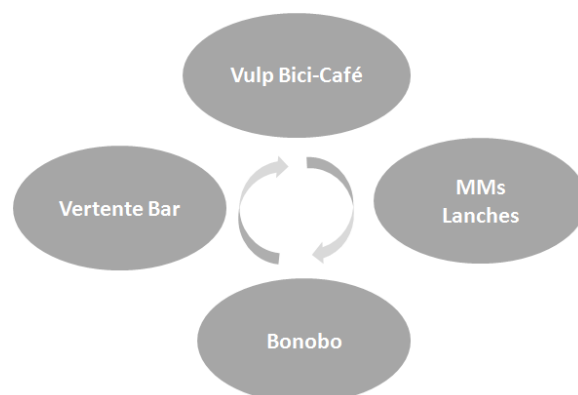 Vulp Bici-Café
MMs
Lanches
Vertente Bar
Bonobo